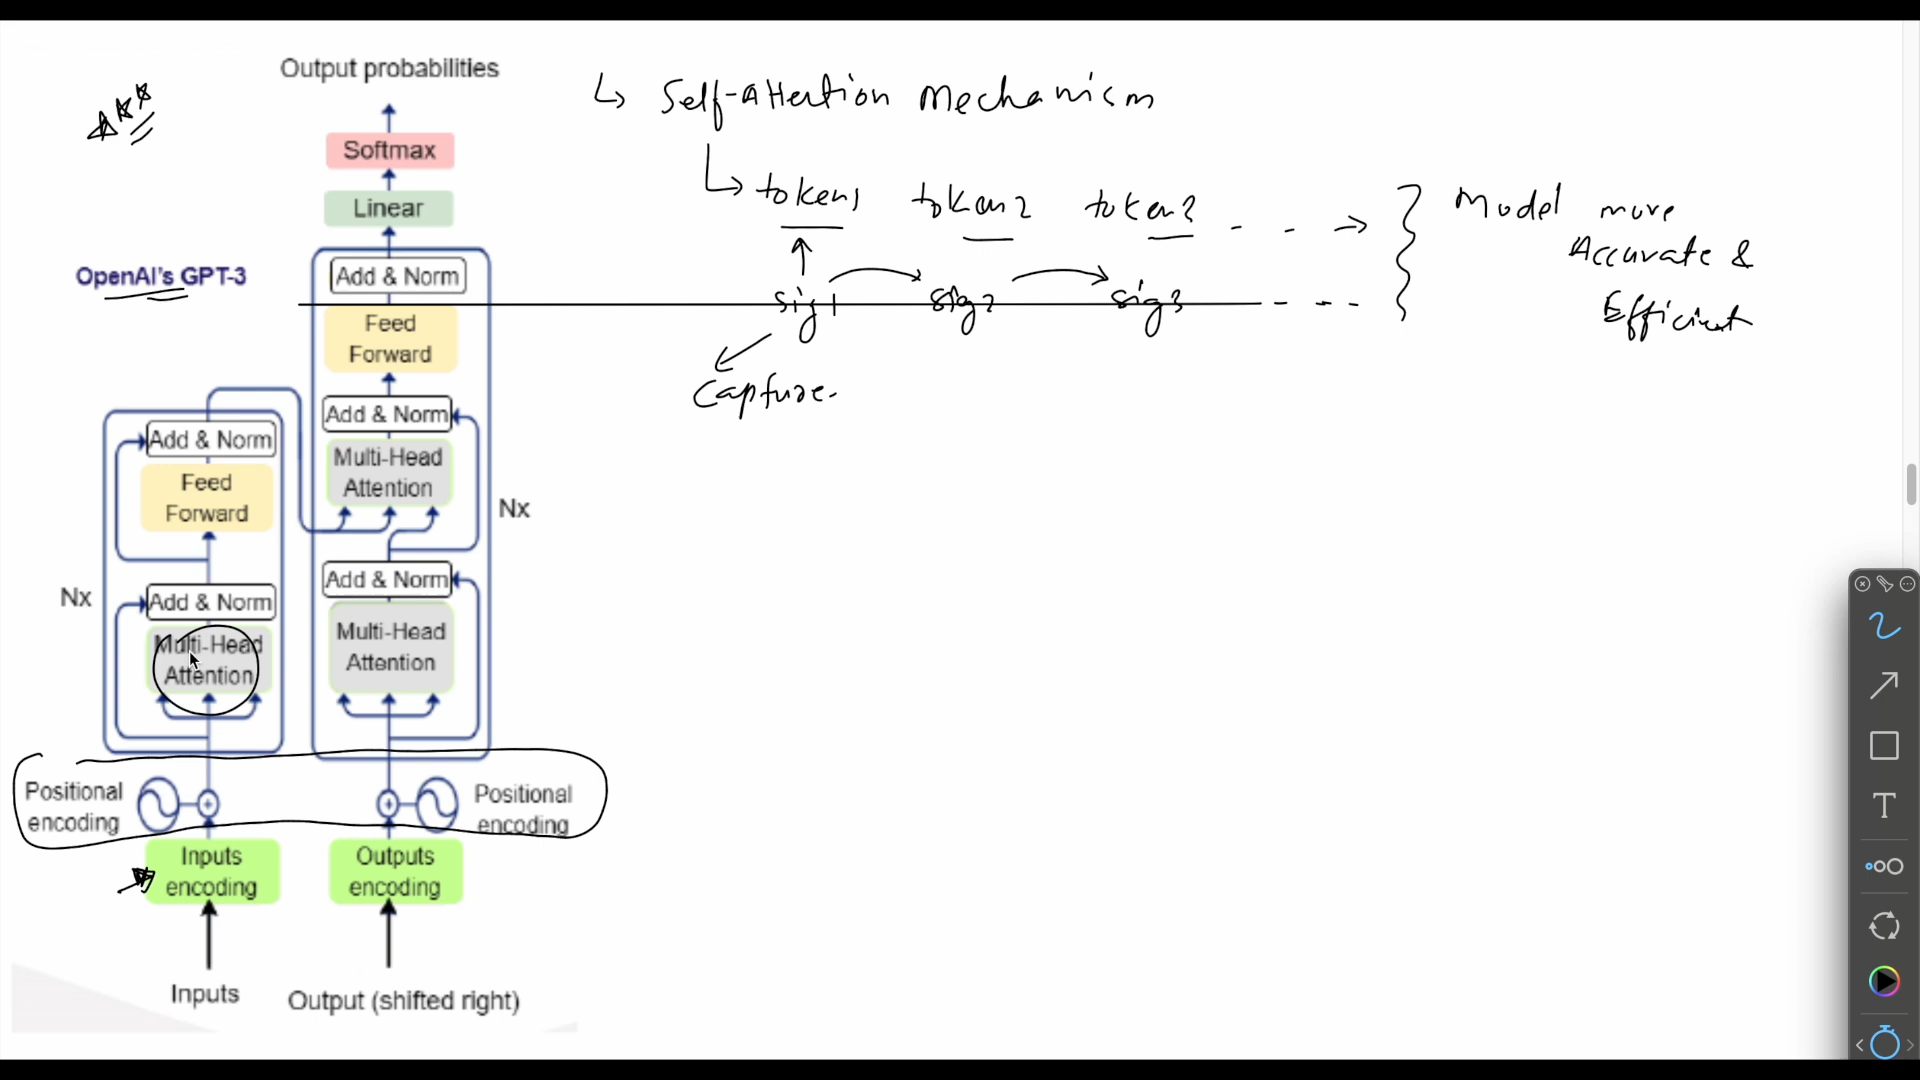 Output probabilities
Softmax
Linear
Add & Norm
Feed
Forward
Add & Norm
Multi-Head
Attention
Nx
Add & Norm
Multi-Head
Attention
OpenAI's GPT-3
Add & Norm
Feed
Forward
Nx
Add & Norm
Multi-Head
Attention
Positional
encoding
Positional
encoding
Inputs
encoding
Outputs
encoding
Inputs
Output (shifted right)
Self-Attention Mechanism
token1 token2 token3
sig1 sig2 sig3
Capture.
Model more
Accurate &
Efficient
T